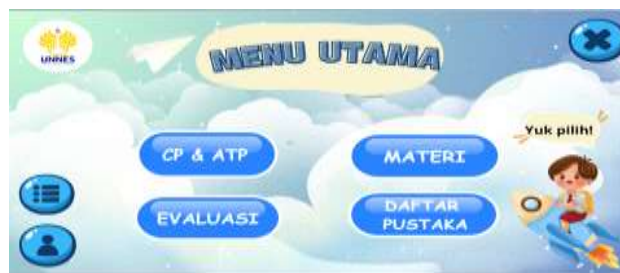 UNNES
MENU UTAMA
Yuk pilih!
CP & ATP
MATERI
EVALUASI
DAFTAR
PUSTAKA